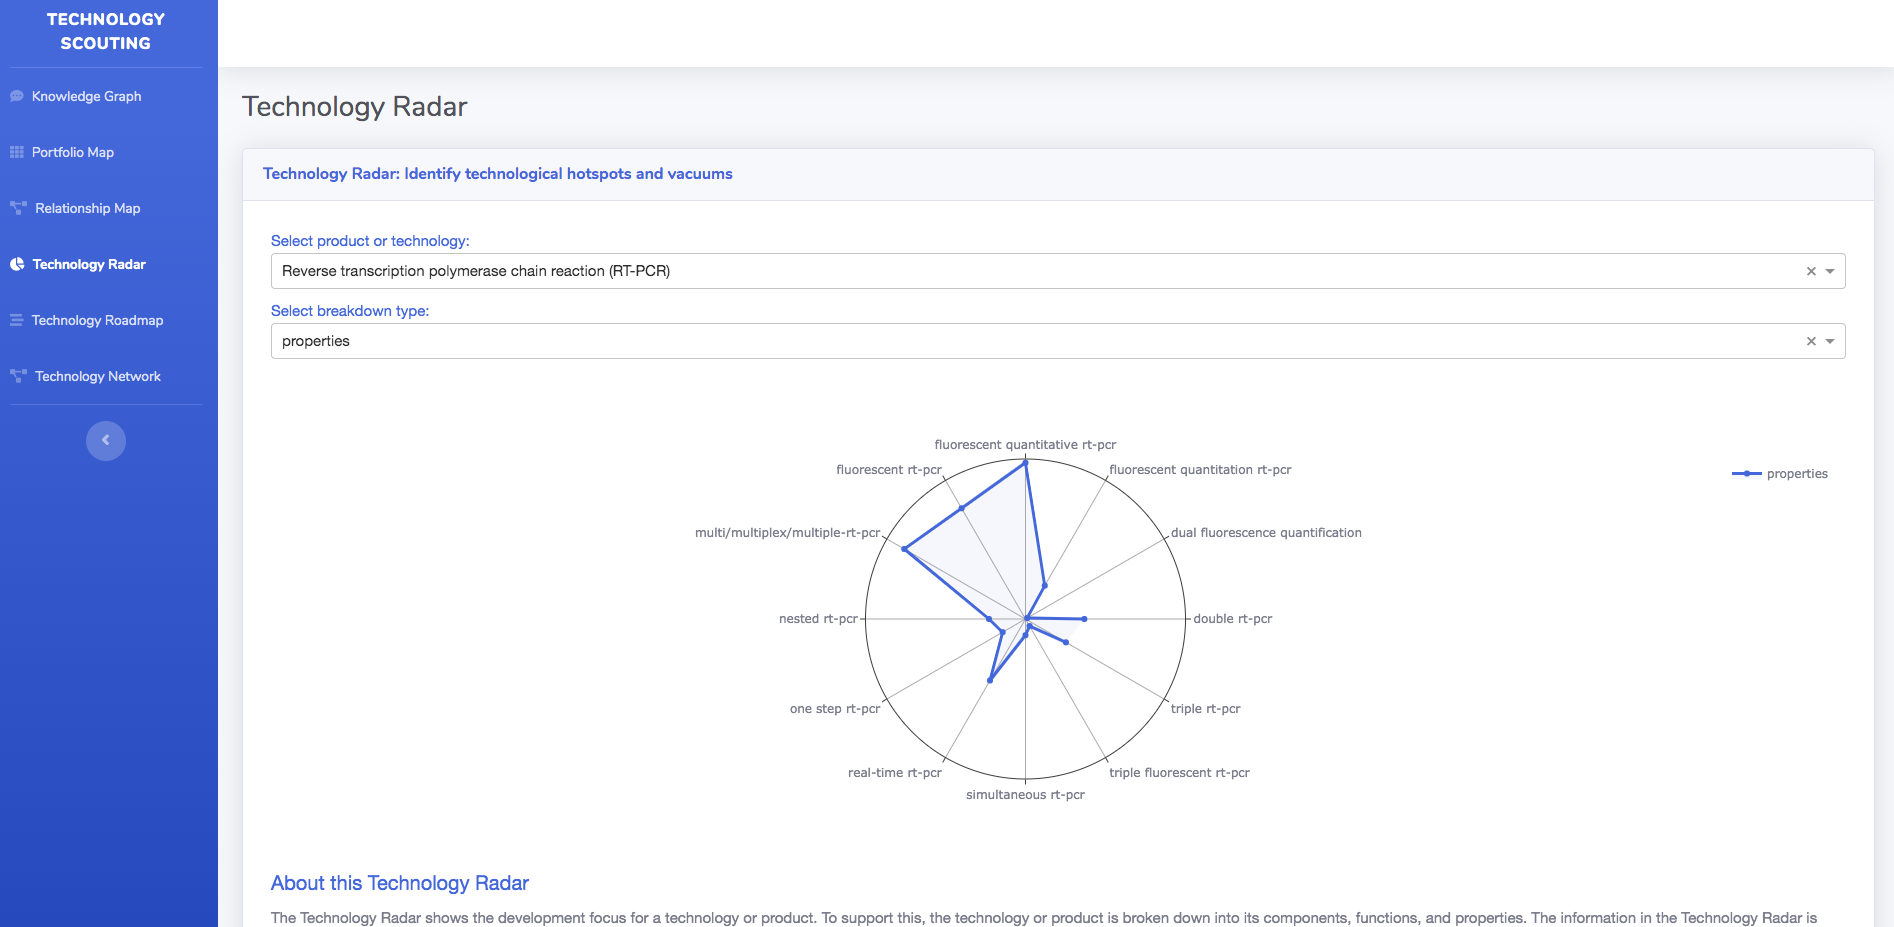 TECHNOLOGY
SCOUTING
Knowledge Graph
Portfolio Map
Relationship Map
Technology Radar
Technology Roadmap
Technology Network
Technology Radar
Technology Radar: Identify technological hotspots and vacuums
Select product or technology:
Reverse transcription polymerase chain reaction (RT-PCR)
Select breakdown type:
properties
fluorescent quantitative rt-pcr
fluorescent rt-pcr
fluorescent quantitation rt-pcr
properties
multi/multiplex/multiple-rt-pcr
dual fluorescence quantification
nested rt-pcr
double rt-pcr
one step rt-pcr
triple rt-pcr
real-time rt-pcr
triple fluorescent rt-pcr
simultaneous rt-pcr
About this Technology Radar
The Technology Radar shows the development focus for a technology or product. To support this, the technology or product is broken down into its components, functions, and properties. The information in the Technology Radar is